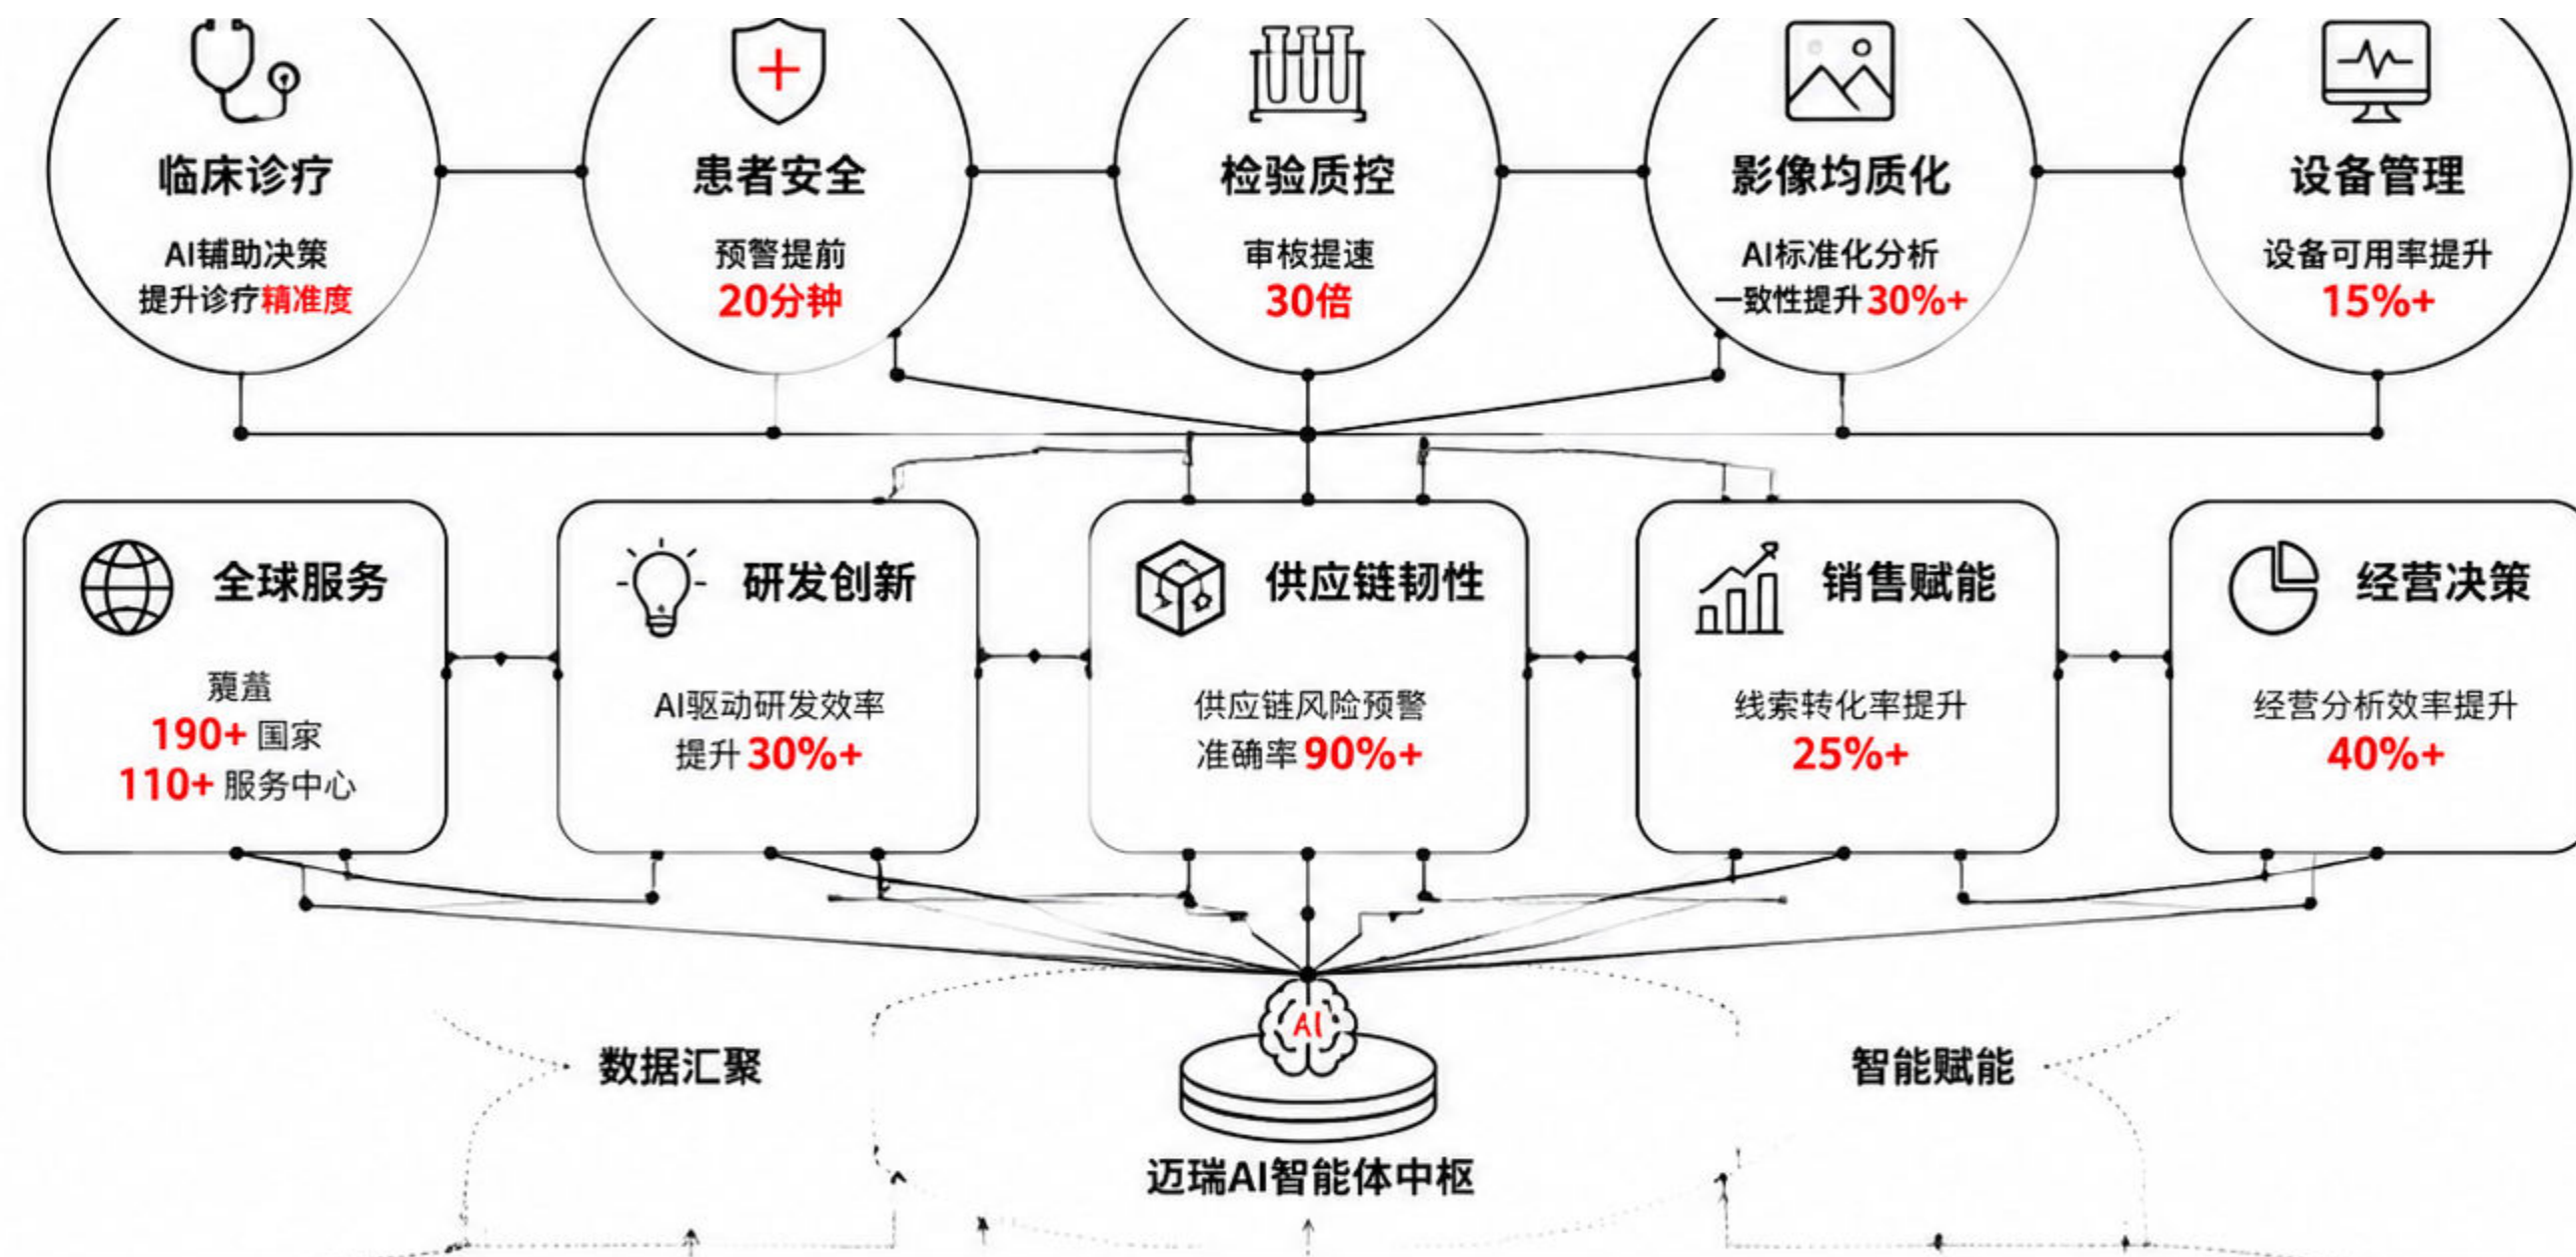 临床诊疗
AI辅助决策
提升诊疗精准度
患者安全
预警提前
20分钟
检验质控
审核提速
30倍
影像均质化
AI标准化分析
一致性提升30%+
设备管理
设备可用率提升
15%+
全球服务
190+ 国家
110+ 服务中心
研发创新
AI驱动研发效率
提升30%+
供应链韧性
供应链风险预警
准确率90%+
销售赋能
线索转化率提升
25%+
经营决策
经营分析效率提升
40%+
数据汇聚
AI
智能赋能
迈瑞AI智能体中枢